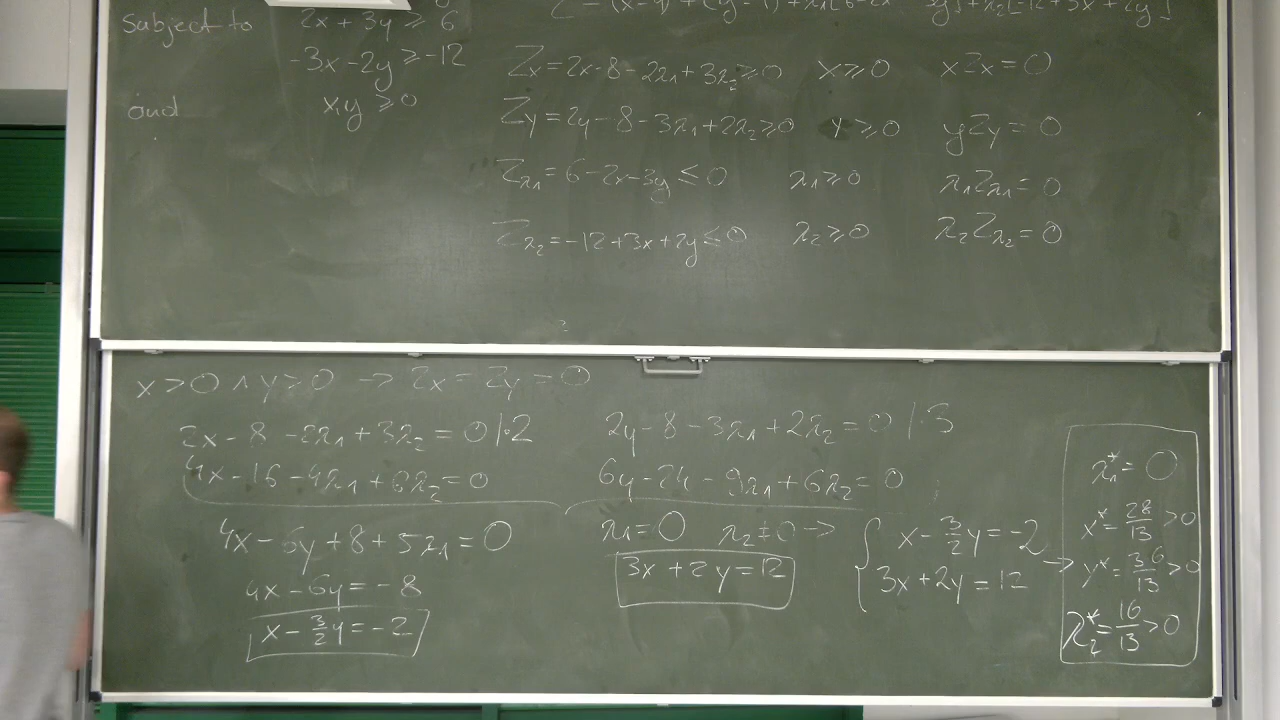 subject to 2x + 3y ≥ 6
-3x - 2y ≥ -12
and x,y ≥ 0
Zx = 2x - 8 - 2λ1 + 3λ2 ≥ 0 x ≥ 0 xZx = 0
Zy = 2y - 8 - 3λ1 + 2λ2 ≥ 0 y ≥ 0 yZy = 0
Zλ1 = 6 - 2x - 3y ≤ 0 λ1 ≥ 0 λ1Zλ1 = 0
Zλ2 = -12 + 3x + 2y ≤ 0 λ2 ≥ 0 λ2Zλ2 = 0
x > 0 ∧ y > 0 → Zx = Zy = 0
2x - 8 - 2λ1 + 3λ2 = 0 /·2
4x - 16 - 4λ1 + 6λ2 = 0
2y - 8 - 3λ1 + 2λ2 = 0 /·3
6y - 24 - 9λ1 + 6λ2 = 0
4x - 6y + 8 + 5λ1 = 0
4x - 6y = -8
x - 3/2 y = -2
λ1 = 0 λ2 ≠ 0 →
3x + 2y = 12
{ x - 3/2 y = -2
3x + 2y = 12 →
λ1* = 0
x* = 28/13 > 0
y* = 36/13 > 0
λ2* = 16/13 > 0